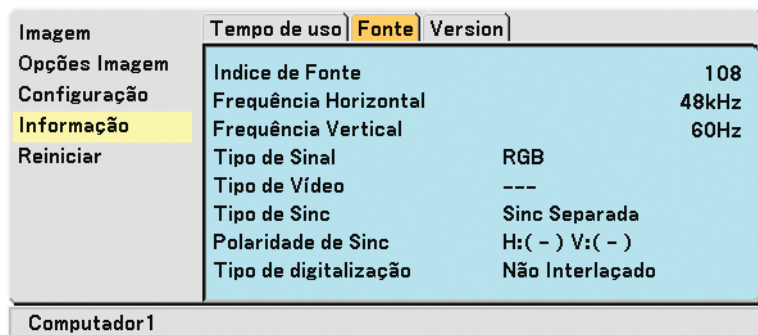 Imagem
Opções Imagem
Configuração
Informação
Reiniciar
Tempo de uso Fonte Version
Indice de Fonte 108
Frequência Horizontal 48kHz
Frequência Vertical 60Hz
Tipo de Sinal RGB
Tipo de Vídeo ---
Tipo de Sinc Sinc Separada
Polaridade de Sinc H:( - ) V:( - )
Tipo de digitalização Não Interlaçado
Computador1